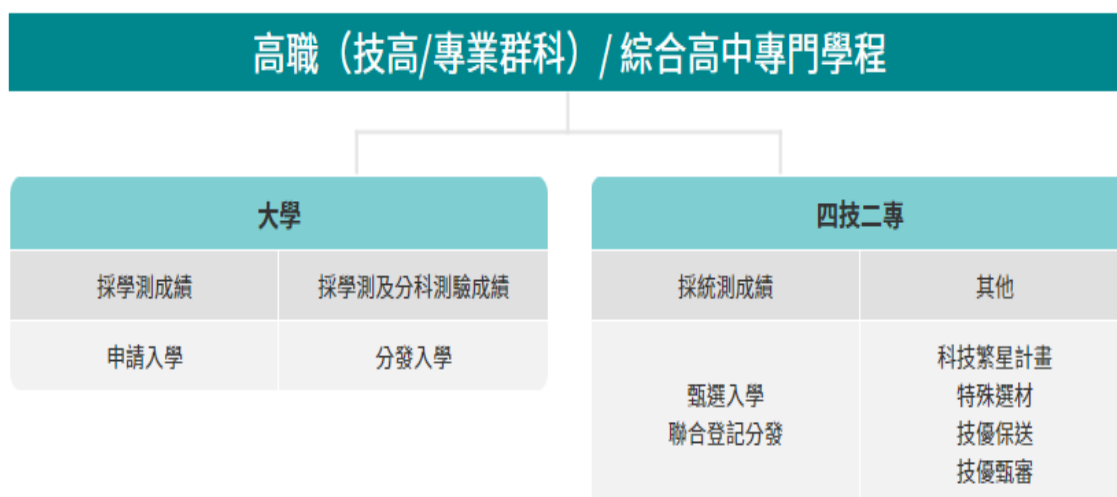 高職（技高/專業群科）/ 綜合高中專門學程
大學
採學測成績
採學測及分科測驗成績
申請入學
分發入學
四技二專
採統測成績
其他
甄選入學
聯合登記分發
科技繁星計畫
特殊選材
技優保送
技優甄審